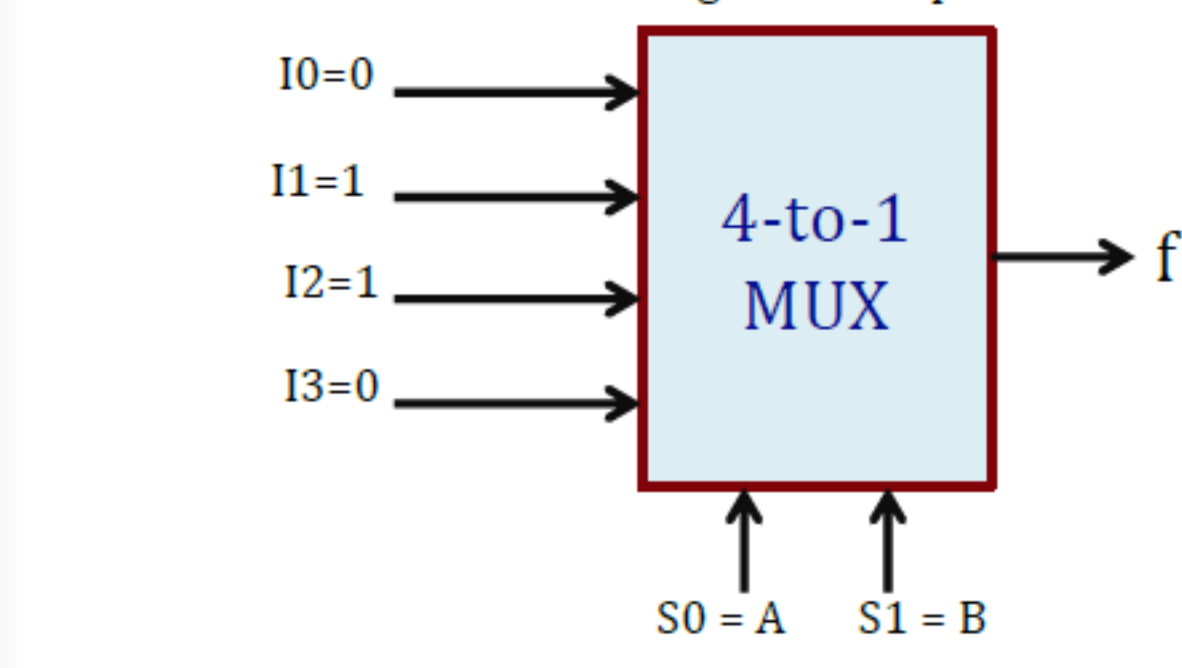 I0=0
I1=1
I2=1
I3=0
4-to-1
MUX
f
S0 = A
S1 = B